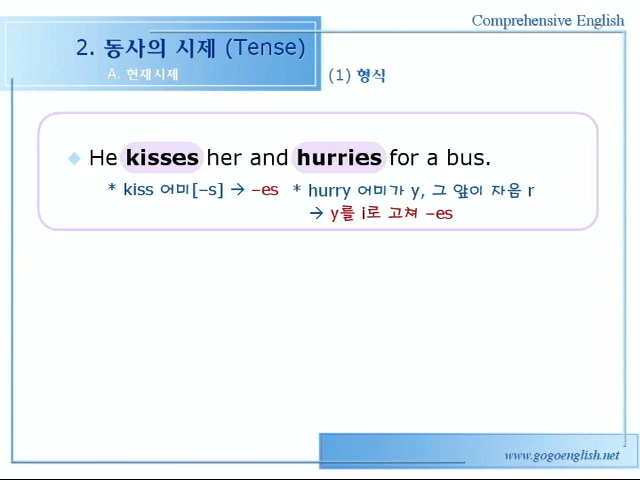 Comprehensive English
2. 동사의 시제 (Tense)
A. 현재시제
(1) 형식
He kisses her and hurries for a bus.
* kiss 어미[–s] → –es * hurry 어미가 y, 그 앞이 자음 r
→ y를 i로 고쳐 –es
www.gogoenglish.net